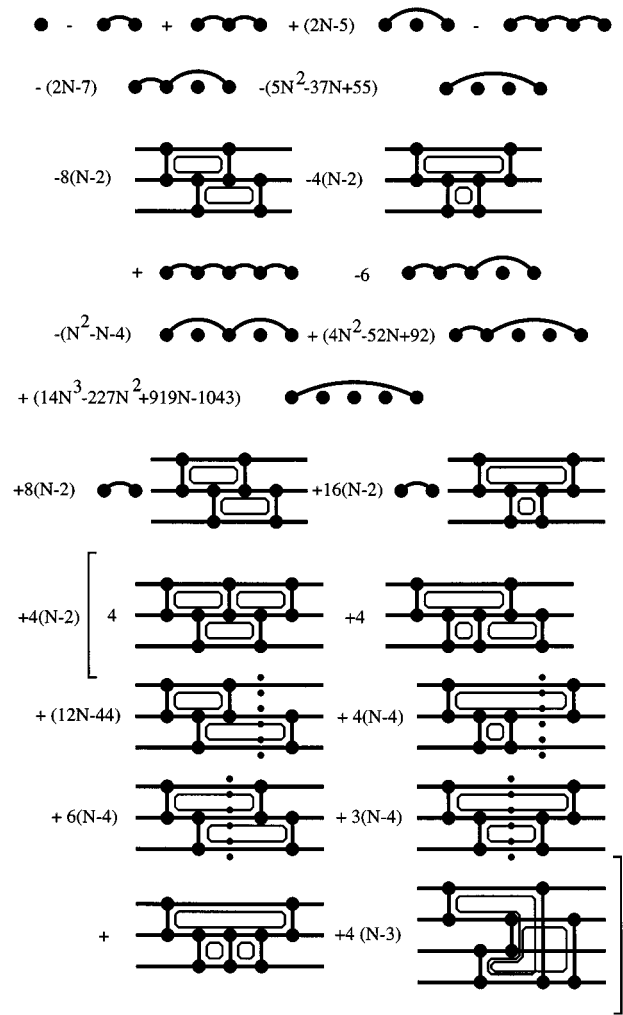 - + + (2N-5) -
- (2N-7) -(5N²-37N+55)
-8(N-2) -4(N-2)
+ -6
-(N²-N-4) + (4N²-52N+92)
+ (14N³-227N²+919N-1043)
+8(N-2) +16(N-2)
+4(N-2) [ 4 +4
+ (12N-44) + 4(N-4)
+ 6(N-4) + 3(N-4)
+ +4 (N-3) ]